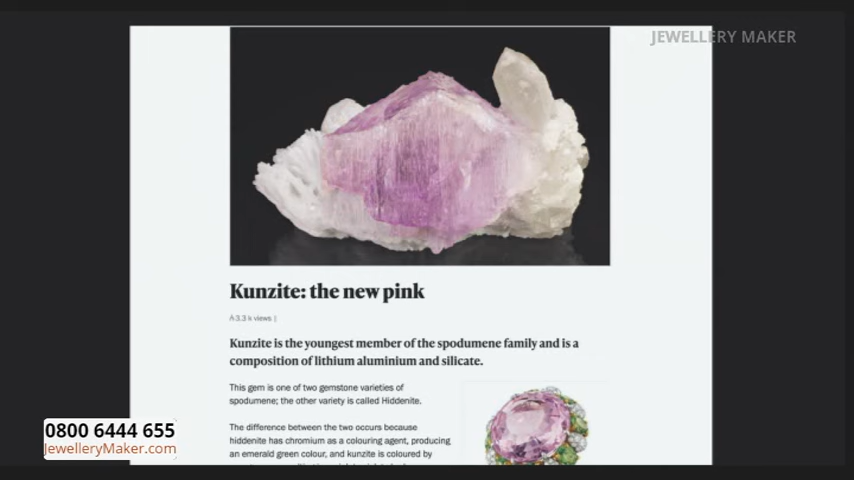 JEWELLERY MAKER
Kunzite: the new pink
3.3 k views |
Kunzite is the youngest member of the spodumene family and is a
composition of lithium aluminium and silicate.
This gem is one of two gemstone varieties of
spodumene; the other variety is called Hiddenite.
The difference between the two occurs because
hiddenite has chromium as a colouring agent, producing
an emerald green colour, and kunzite is coloured by
0800 6444 655
JewelleryMaker.com